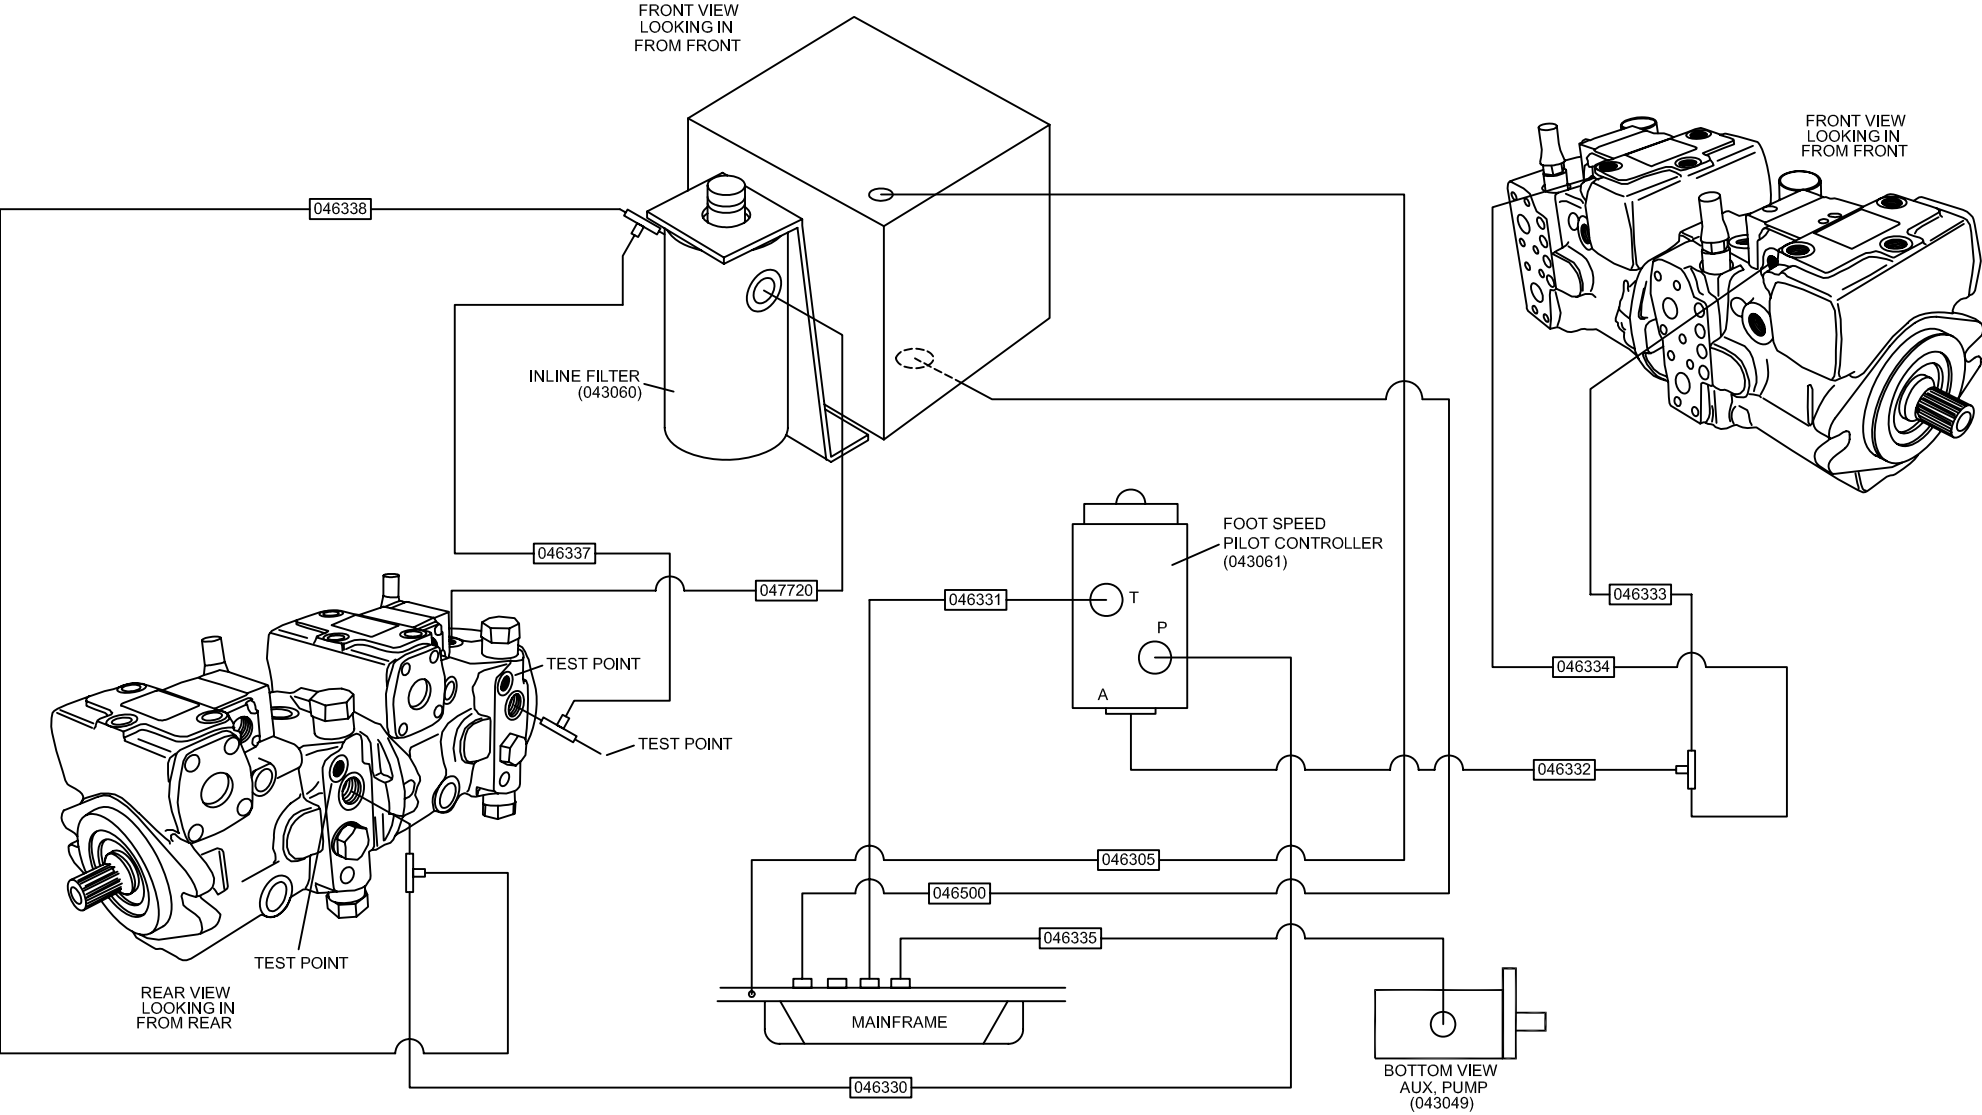 FRONT VIEW
LOOKING IN
FROM FRONT
FRONT VIEW
LOOKING IN
FROM FRONT
046338
INLINE FILTER
(043060)
046337
047720
FOOT SPEED
PILOT CONTROLLER
(043061)
046331
T
P
A
046333
046334
TEST POINT
TEST POINT
046332
046305
046500
046335
TEST POINT
REAR VIEW
LOOKING IN
FROM REAR
MAINFRAME
046330
BOTTOM VIEW
AUX, PUMP
(043049)